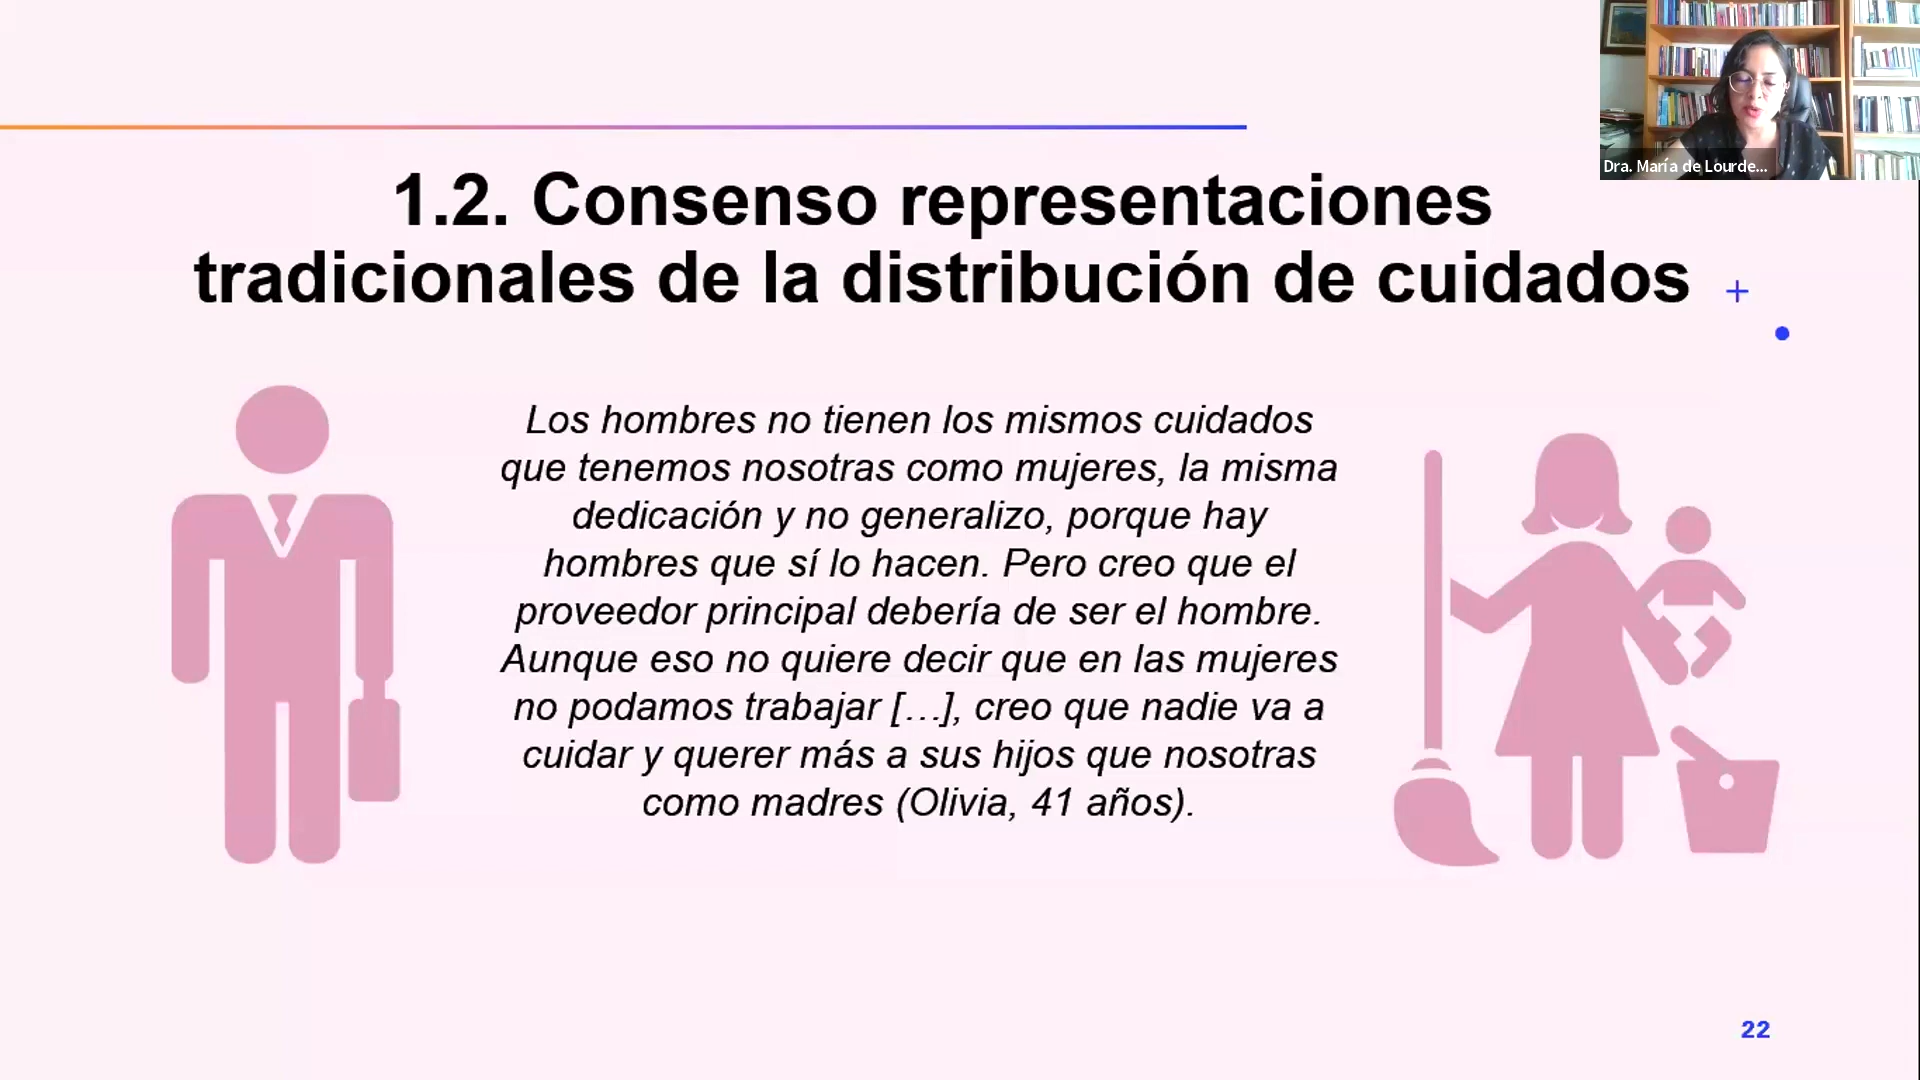 Dra. María de Lourde...
1.2. Consenso representaciones
tradicionales de la distribución de cuidados
Los hombres no tienen los mismos cuidados
que tenemos nosotras como mujeres, la misma
dedicación y no generalizo, porque hay
hombres que sí lo hacen. Pero creo que el
proveedor principal debería de ser el hombre.
Aunque eso no quiere decir que en las mujeres
no podamos trabajar […], creo que nadie va a
cuidar y querer más a sus hijos que nosotras
como madres (Olivia, 41 años).
22